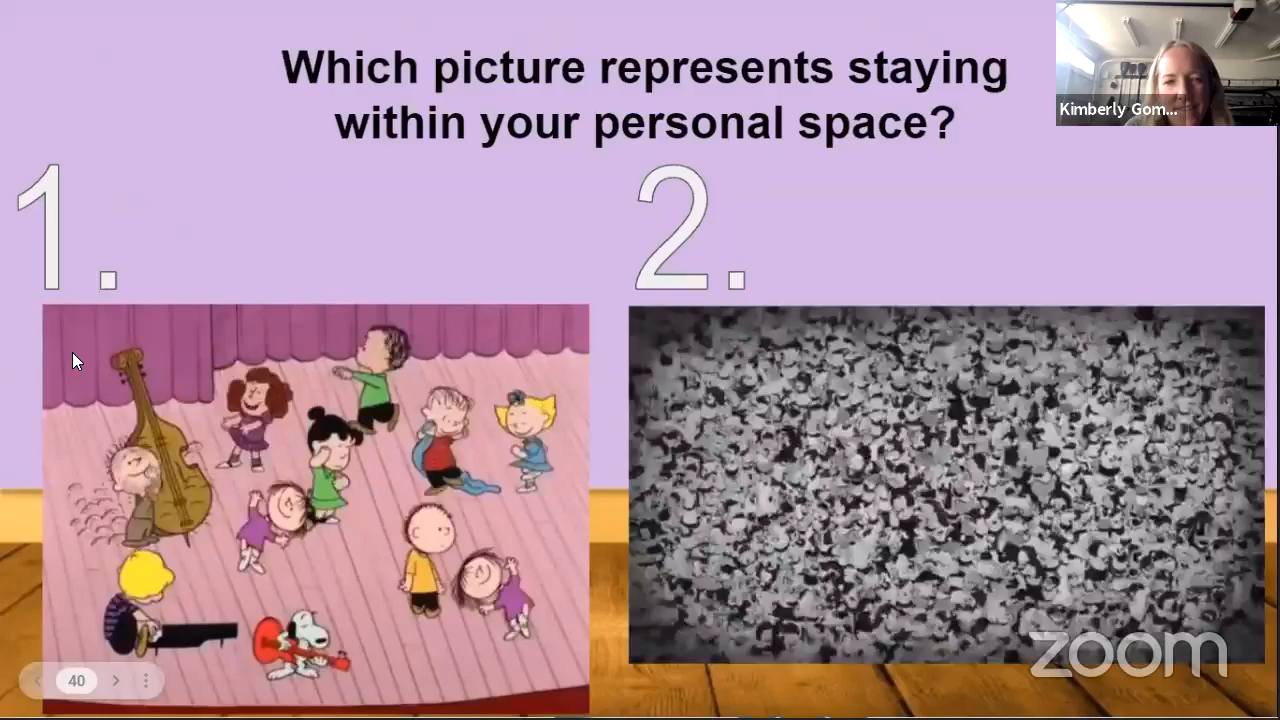 Which picture represents staying
within your personal space?
Kimberly Gom...
1.
2.
40
zoom